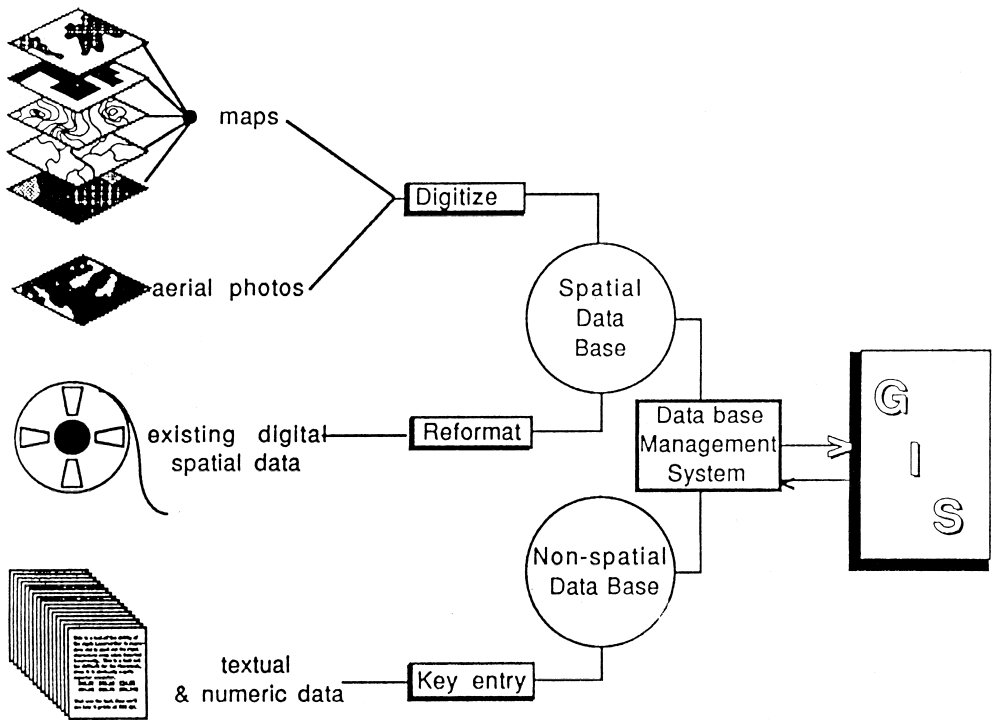 maps
Digitize
aerial photos
Spatial
Data
Base
existing digital
spatial data
Reformat
Data base
Management
System
G
I
S
Non-spatial
Data Base
textual
& numeric data
Key entry